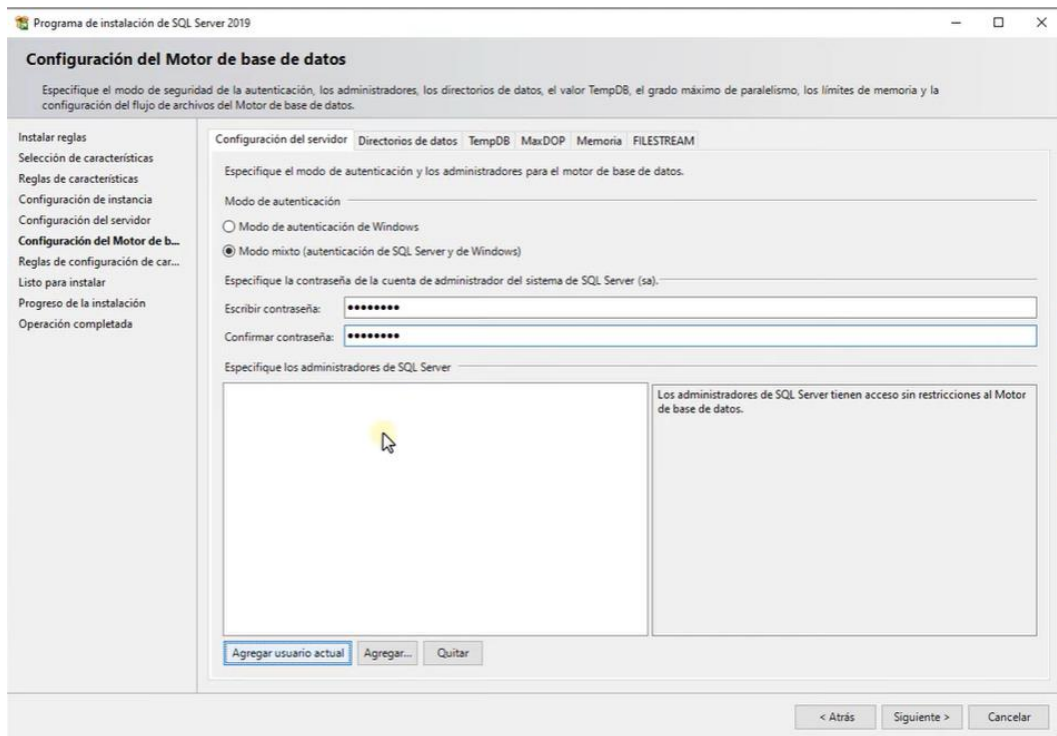 Programa de instalación de SQL Server 2019
Configuración del Motor de base de datos
Especifique el modo de seguridad de la autenticación, los administradores, los directorios de datos, el valor TempDB, el grado máximo de paralelismo, los límites de memoria y la
configuración del flujo de archivos del Motor de base de datos.
Instalar reglas
Selección de características
Reglas de características
Configuración de instancia
Configuración del servidor
Configuración del Motor de b...
Reglas de configuración de car...
Listo para instalar
Progreso de la instalación
Operación completada
Configuración del servidor Directorios de datos TempDB MaxDOP Memoria FILESTREAM
Especifique el modo de autenticación y los administradores para el motor de base de datos.
Modo de autenticación
Modo de autenticación de Windows
Modo mixto (autenticación de SQL Server y de Windows)
Especifique la contraseña de la cuenta de administrador del sistema de SQL Server (sa).
Escribir contraseña: ••••••••
Confirmar contraseña: ••••••••
Especifique los administradores de SQL Server
Los administradores de SQL Server tienen acceso sin restricciones al Motor
de base de datos.
Agregar usuario actual Agregar... Quitar
< Atrás Siguiente > Cancelar